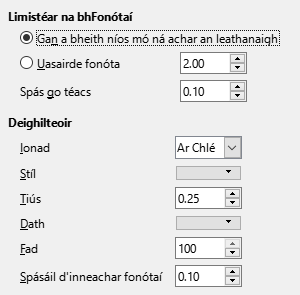 Limistéar na bhFonótaí
Gan a bheith níos mó ná achar an leathanaigh
Uasairde fonóta 2.00
Spás go téacs 0.10
Deighilteoir
Ionad Ar Chlé
Stíl
Tiús 0.25
Dath
Fad 100
Spásáil d'inneachar fonótaí 0.10